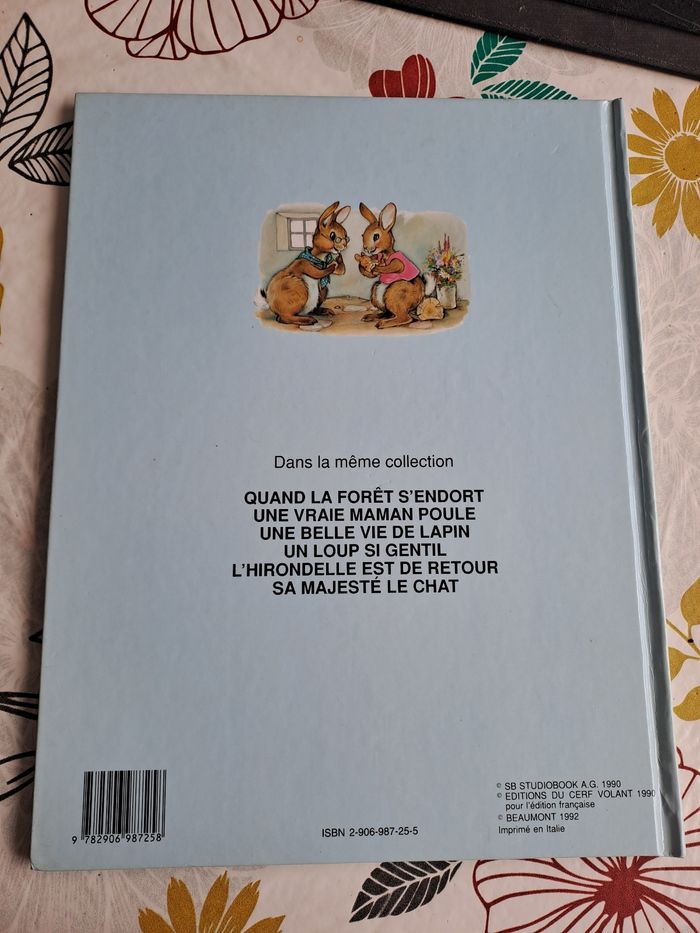 Dans la même collection
QUAND LA FORÊT S'ENDORT
UNE VRAIE MAMAN POULE
UNE BELLE VIE DE LAPIN
UN LOUP SI GENTIL
L'HIRONDELLE EST DE RETOUR
SA MAJESTÉ LE CHAT
© SB STUDIOBOOK A.G. 1990
© EDITIONS DU CERF VOLANT 1990
pour l'édition française
© BEAUMONT 1992
Imprimé en Italie
ISBN 2-906-987-25-5
9 782906 987258